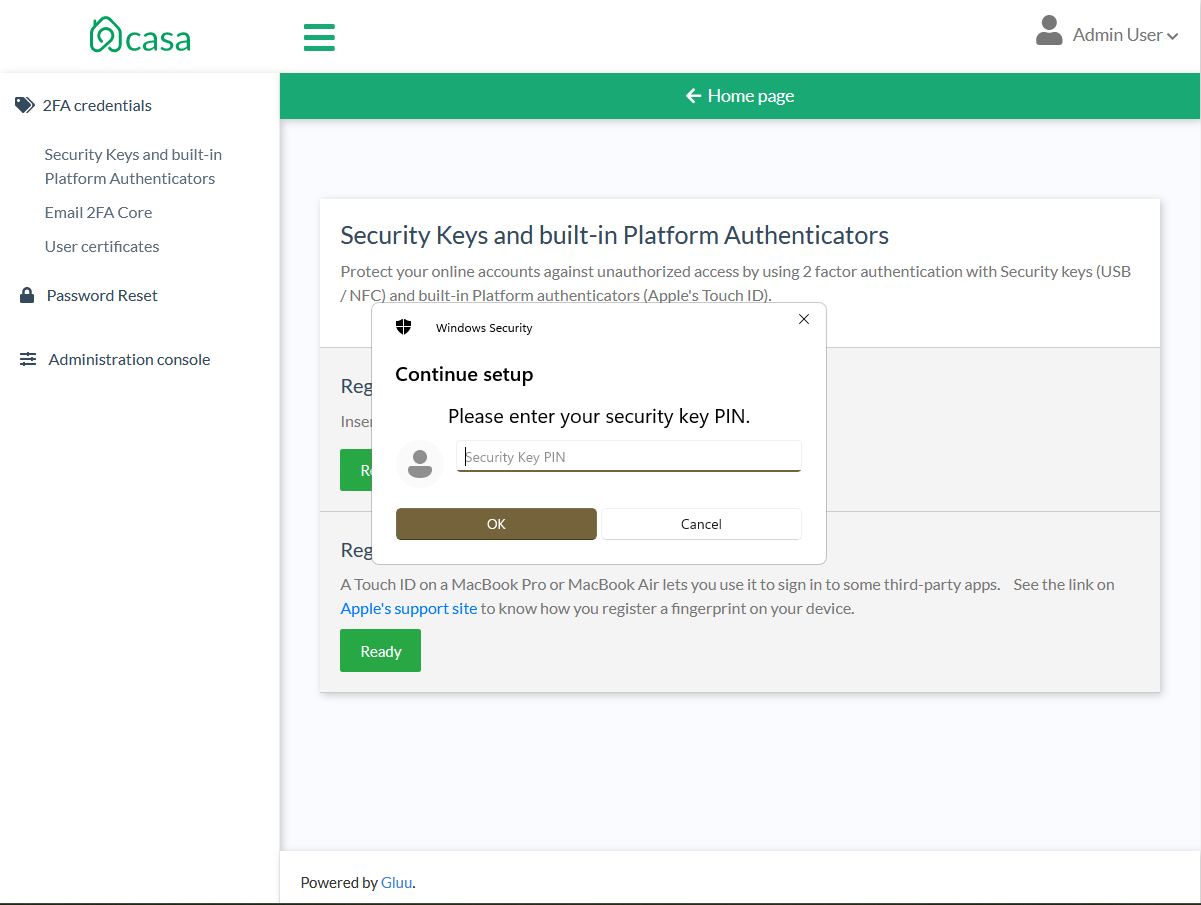 casa
Admin User
2FA credentials
Home page
Security Keys and built-in
Platform Authenticators
Email 2FA Core
User certificates
Password Reset
Administration console
Security Keys and built-in Platform Authenticators
Protect your online accounts against unauthorized access by using 2 factor authentication with Security keys (USB
/ NFC) and built-in Platform authenticators (Apple's Touch ID).
Windows Security
Continue setup
Please enter your security key PIN.
Security Key PIN
OK
Cancel
A Touch ID on a MacBook Pro or MacBook Air lets you use it to sign in to some third-party apps. See the link on
Apple's support site to know how you register a fingerprint on your device.
Ready
Powered by Gluu.